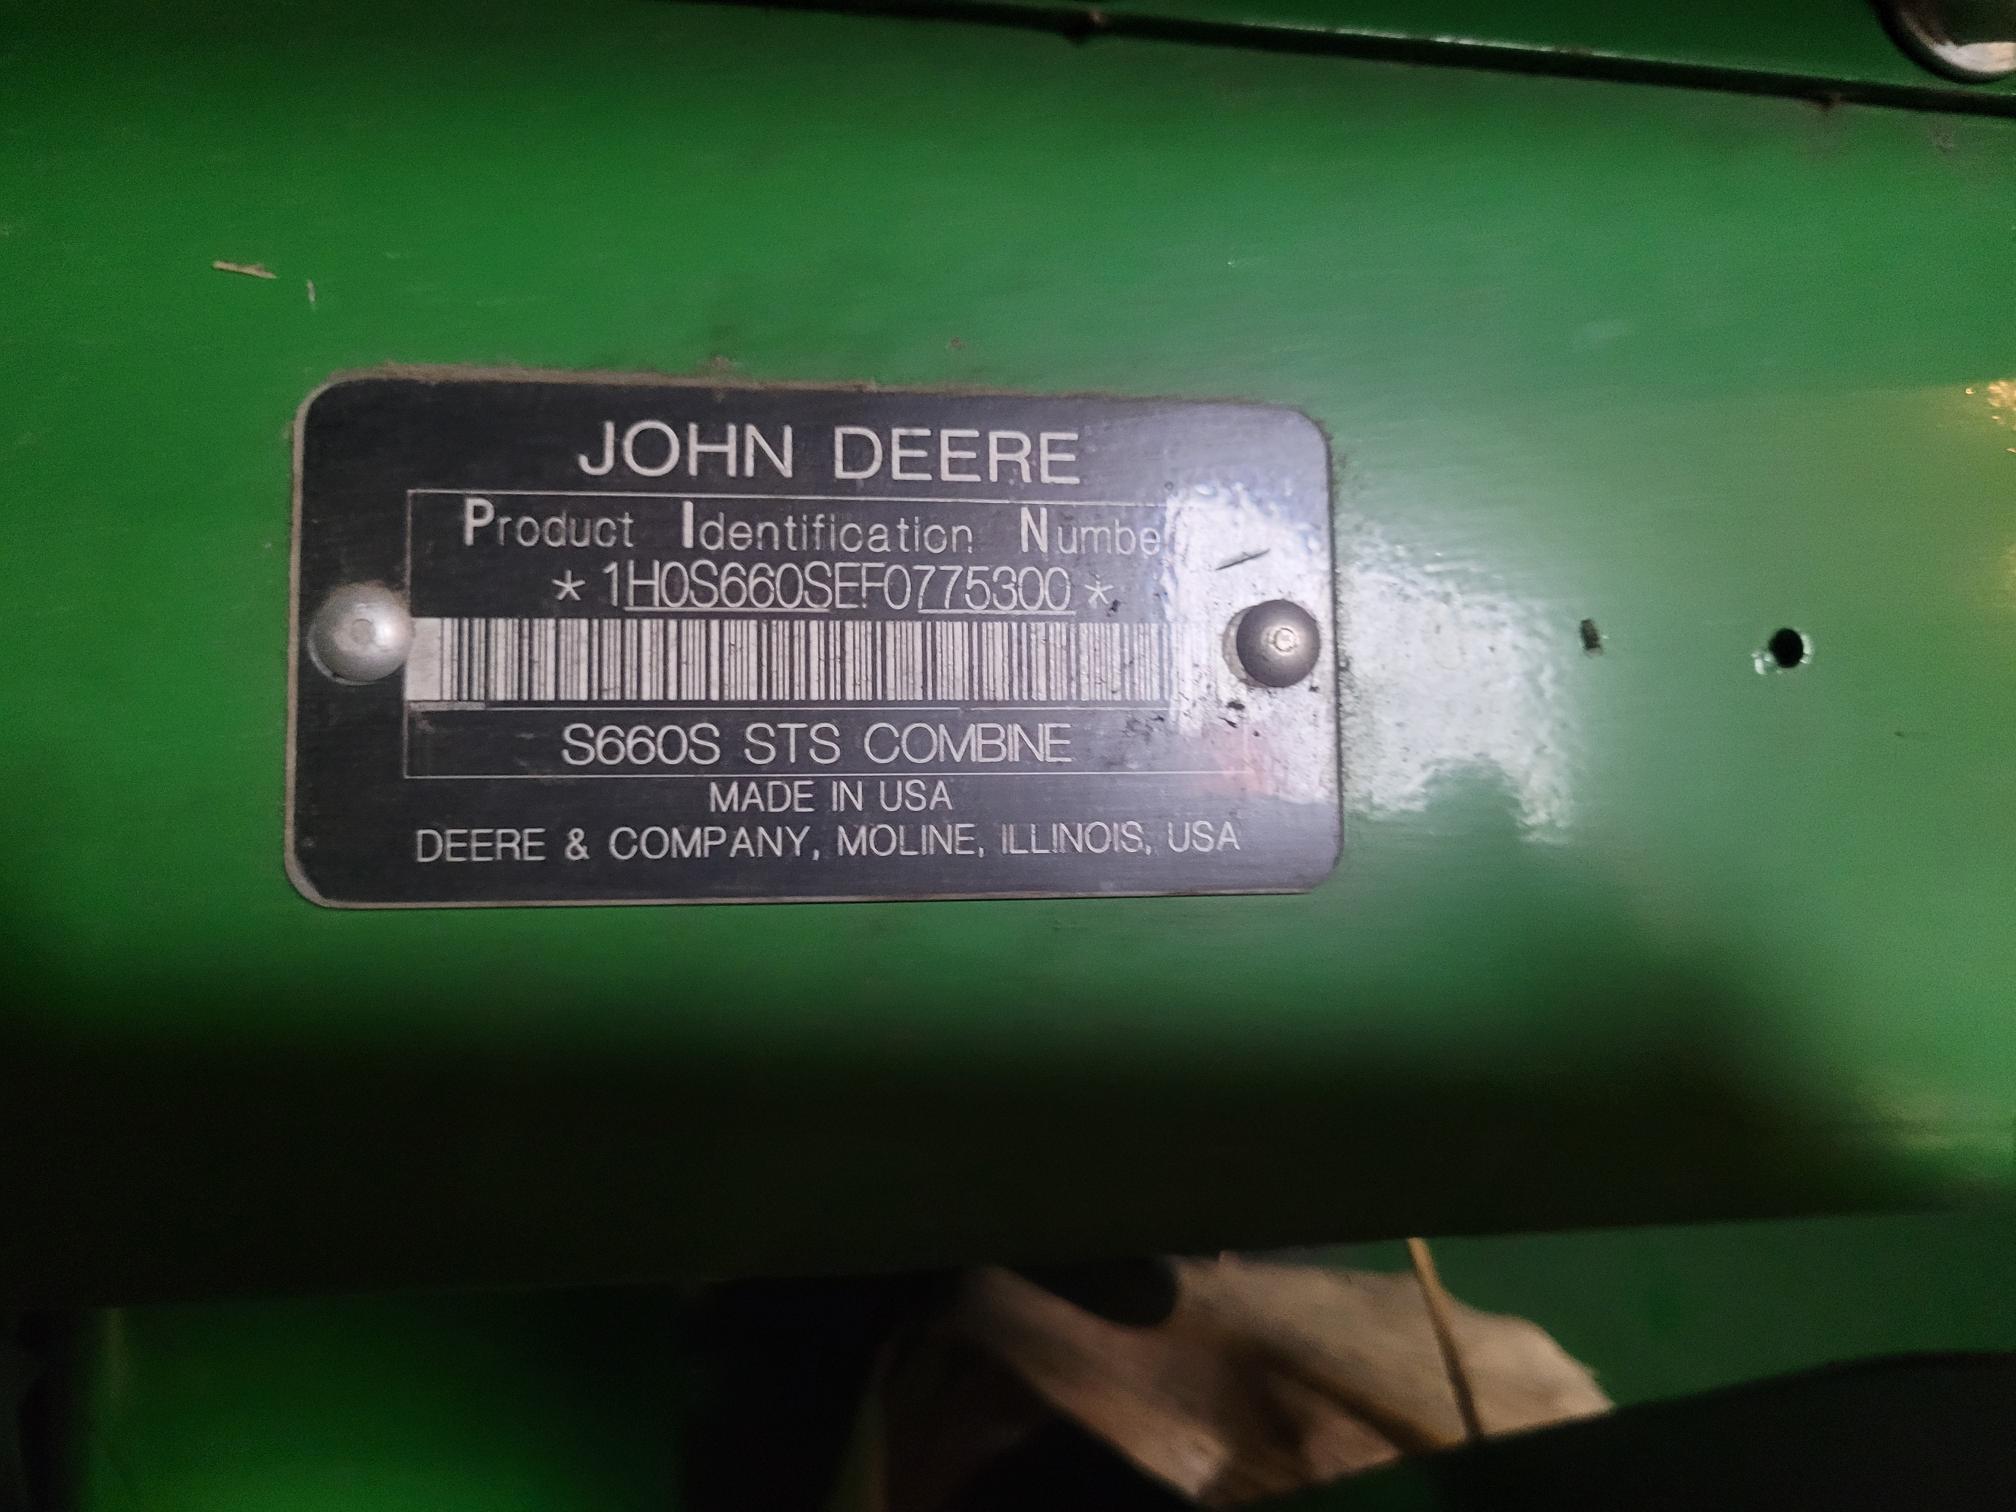 JOHN DEERE
Product Identification Numbe
*1H0S660SEF0775300*
S660S STS COMBINE
MADE IN USA
DEERE & COMPANY, MOLINE, ILLINOIS, USA